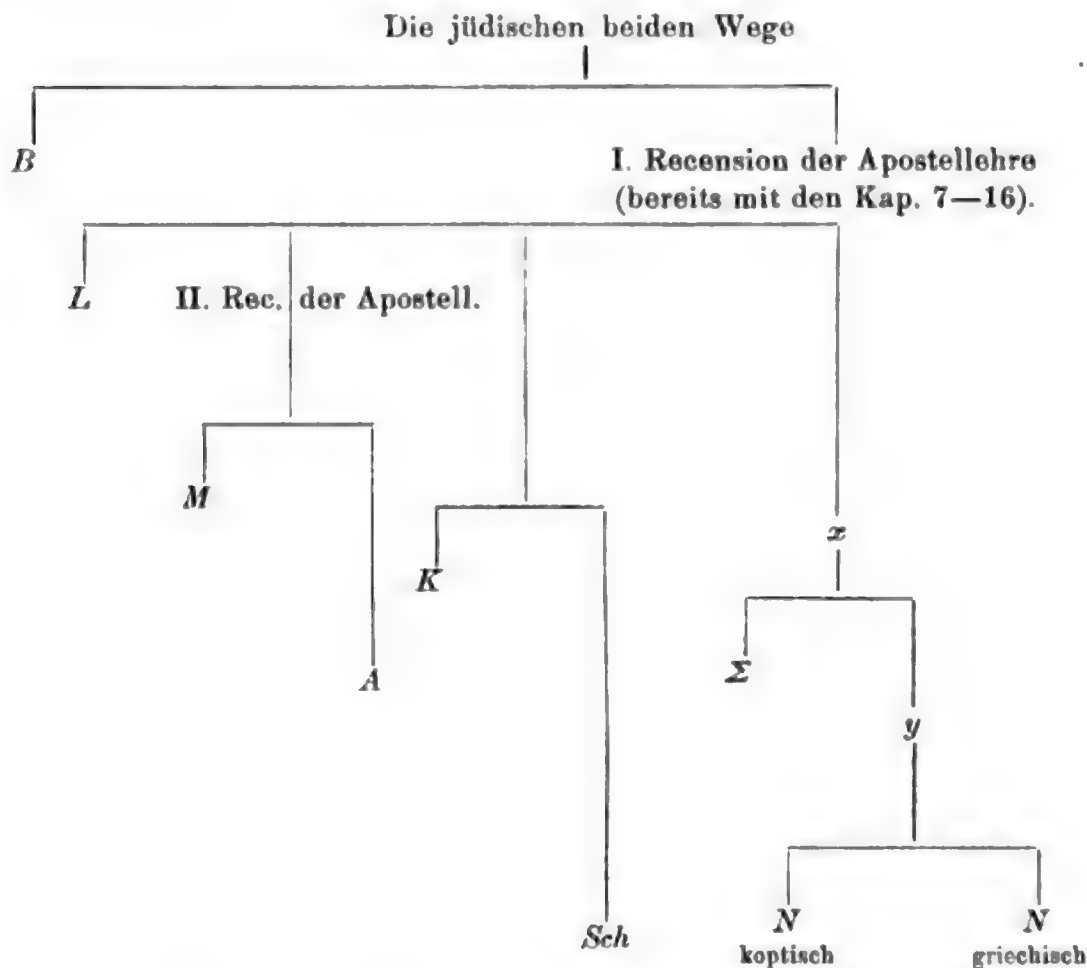 Die jüdischen beiden Wege
B
I. Recension der Apostellehre
(bereits mit den Kap. 7—16).
L
II. Rec. der Apostell.
M
K
x
A
Σ
y
Sch
N
N
koptisch
griechisch